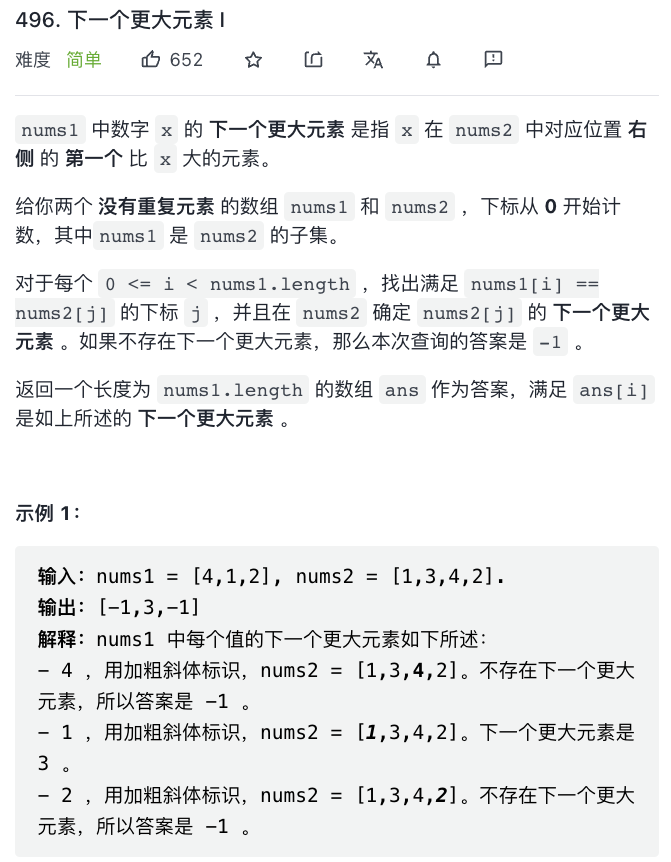 496. 下一个更大元素 I
难度 简单 652
nums1 中数字 x 的 下一个更大元素 是指 x 在 nums2 中对应位置 右
侧 的 第一个 比 x 大的元素。
给你两个 没有重复元素 的数组 nums1 和 nums2 ，下标从 0 开始计
数，其中nums1 是 nums2 的子集。
对于每个 0 <= i < nums1.length ，找出满足 nums1[i] ==
nums2[j] 的下标 j ，并且在 nums2 确定 nums2[j] 的 下一个更大
元素 。如果不存在下一个更大元素，那么本次查询的答案是 -1 。
返回一个长度为 nums1.length 的数组 ans 作为答案，满足 ans[i]
是如上所述的 下一个更大元素 。
示例 1：
输入：nums1 = [4,1,2], nums2 = [1,3,4,2].
输出：[-1,3,-1]
解释：nums1 中每个值的下一个更大元素如下所述：
- 4 ，用加粗斜体标识，nums2 = [1,3,4,2]。不存在下一个更大
元素，所以答案是 -1 。
- 1 ，用加粗斜体标识，nums2 = [1,3,4,2]。下一个更大元素是
3 。
- 2 ，用加粗斜体标识，nums2 = [1,3,4,2]。不存在下一个更大
元素，所以答案是 -1 。